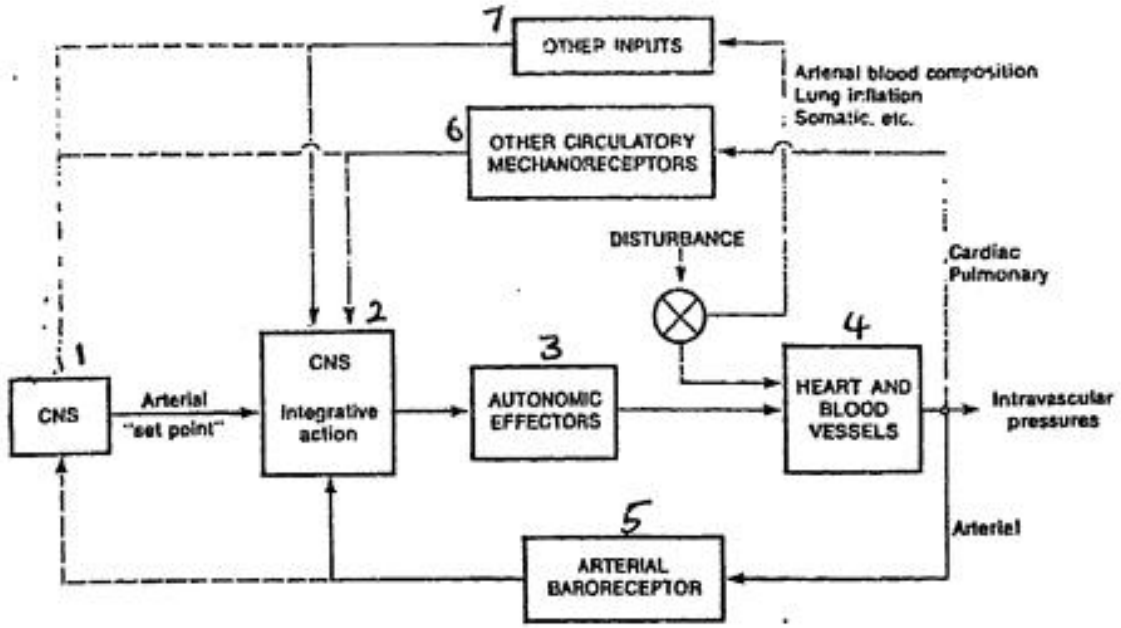 7
OTHER INPUTS
Arterial blood composition
Lung inflation
Somatic, etc.
6
OTHER CIRCULATORY
MECHANORECEPTORS
DISTURBANCE
Cardiac
Pulmonary
1
CNS
Arterial
"set point"
2
CNS
Integrative
action
3
AUTONOMIC
EFFECTORS
4
HEART AND
BLOOD
VESSELS
Intravascular
pressures
Arterial
5
ARTERIAL
BARORECEPTOR